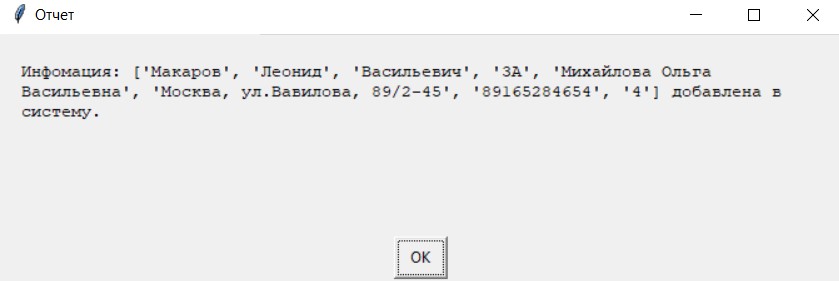 Отчет
Инфомация: ['Макаров', 'Леонид', 'Васильевич', '3А', 'Михайлова Ольга
Васильевна', 'Москва, ул.Вавилова, 89/2-45', '89165284654', '4'] добавлена в
систему.
OK